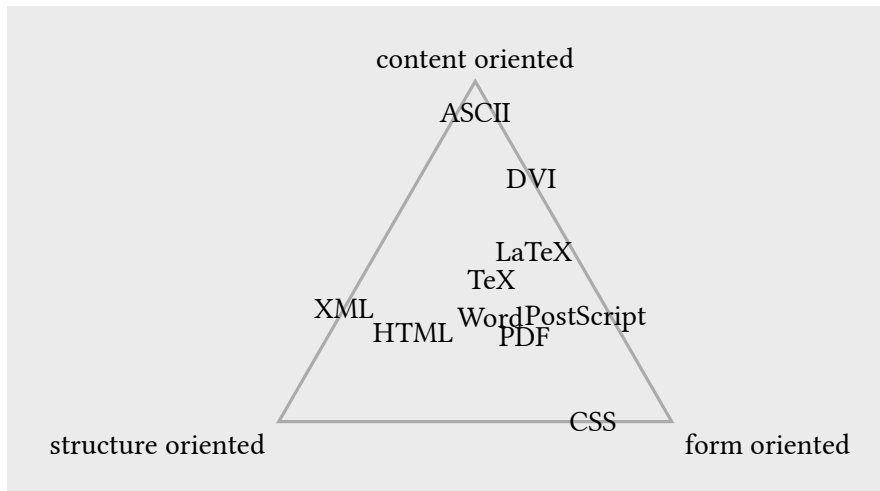 content oriented
ASCII
DVI
LaTeX
TeX
XML
WordPostScript
HTML
PDF
CSS
structure oriented
form oriented